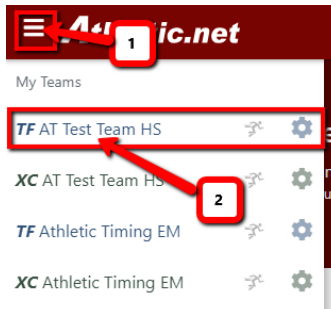 ic.net
1
My Teams
TF AT Test Team HS
XC AT Test Team HS
2
TF Athletic Timing EM
XC Athletic Timing EM